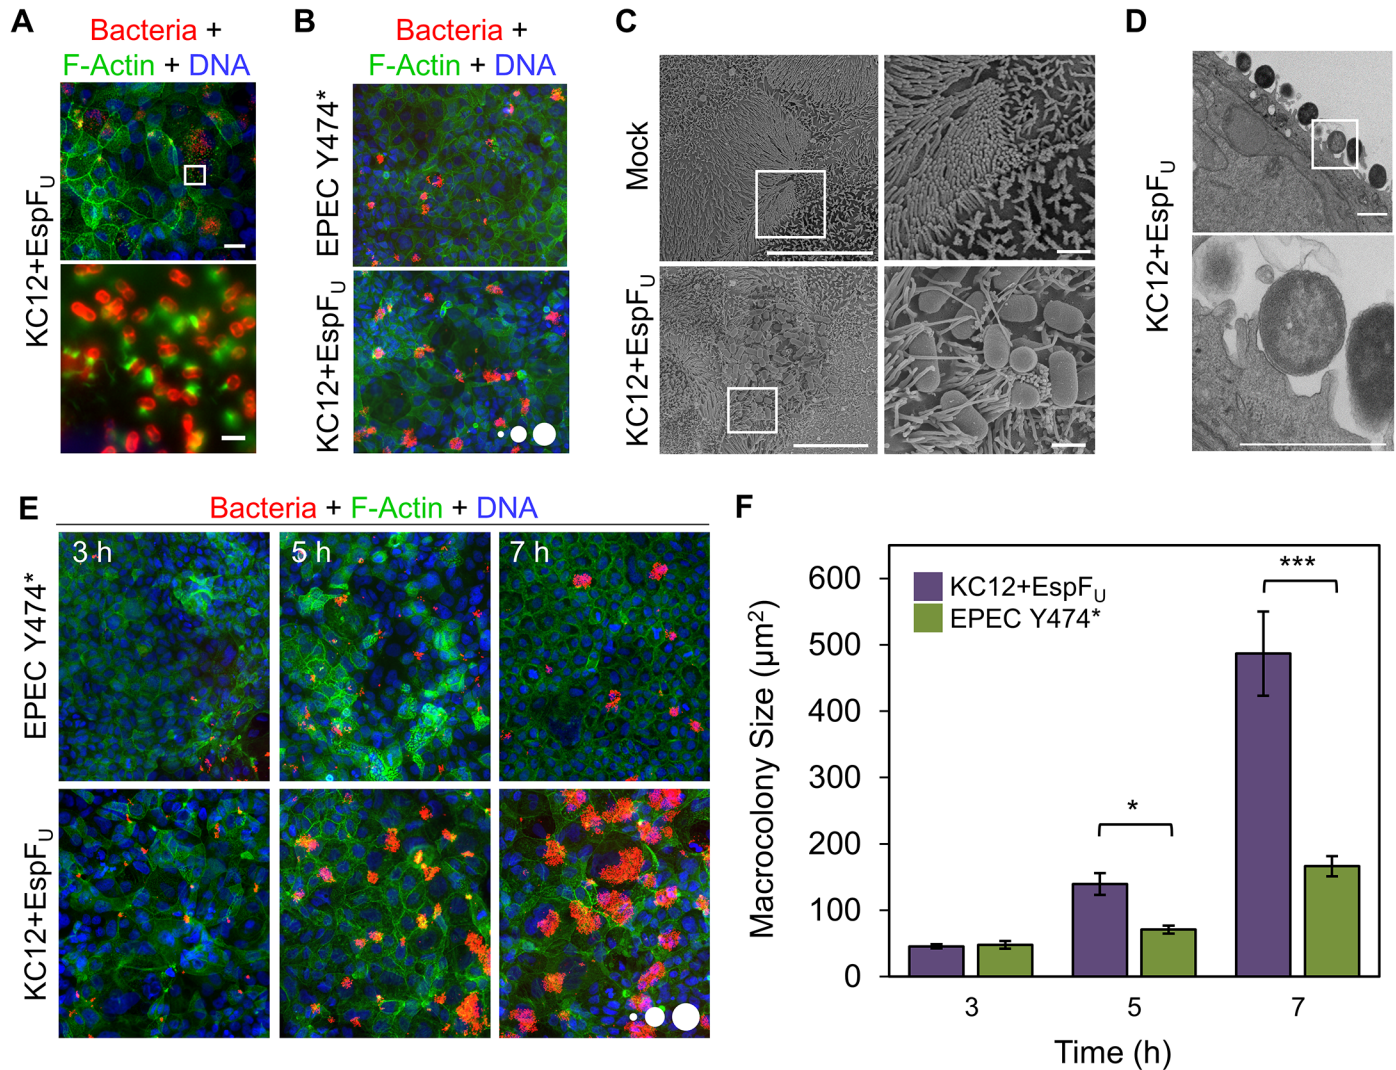 A
Bacteria +
F-Actin + DNA
KC12+EspFU
B
Bacteria +
F-Actin + DNA
EPEC Y474*
KC12+EspFU
C
Mock
KC12+EspFU
D
KC12+EspFU
E
Bacteria + F-Actin + DNA
3 h
5 h
7 h
EPEC Y474*
KC12+EspFU
F
KC12+EspFU
EPEC Y474*
***
*
600
500
400
300
200
100
0
Macrocolony Size (µm2)
3
5
7
Time (h)